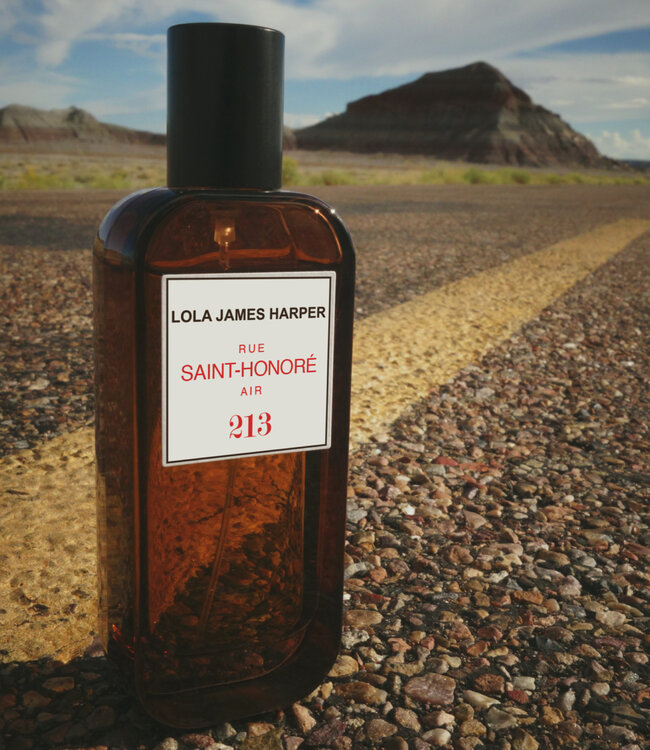 LOLA JAMES HARPER
RUE
SAINT-HONORÉ
AIR
213